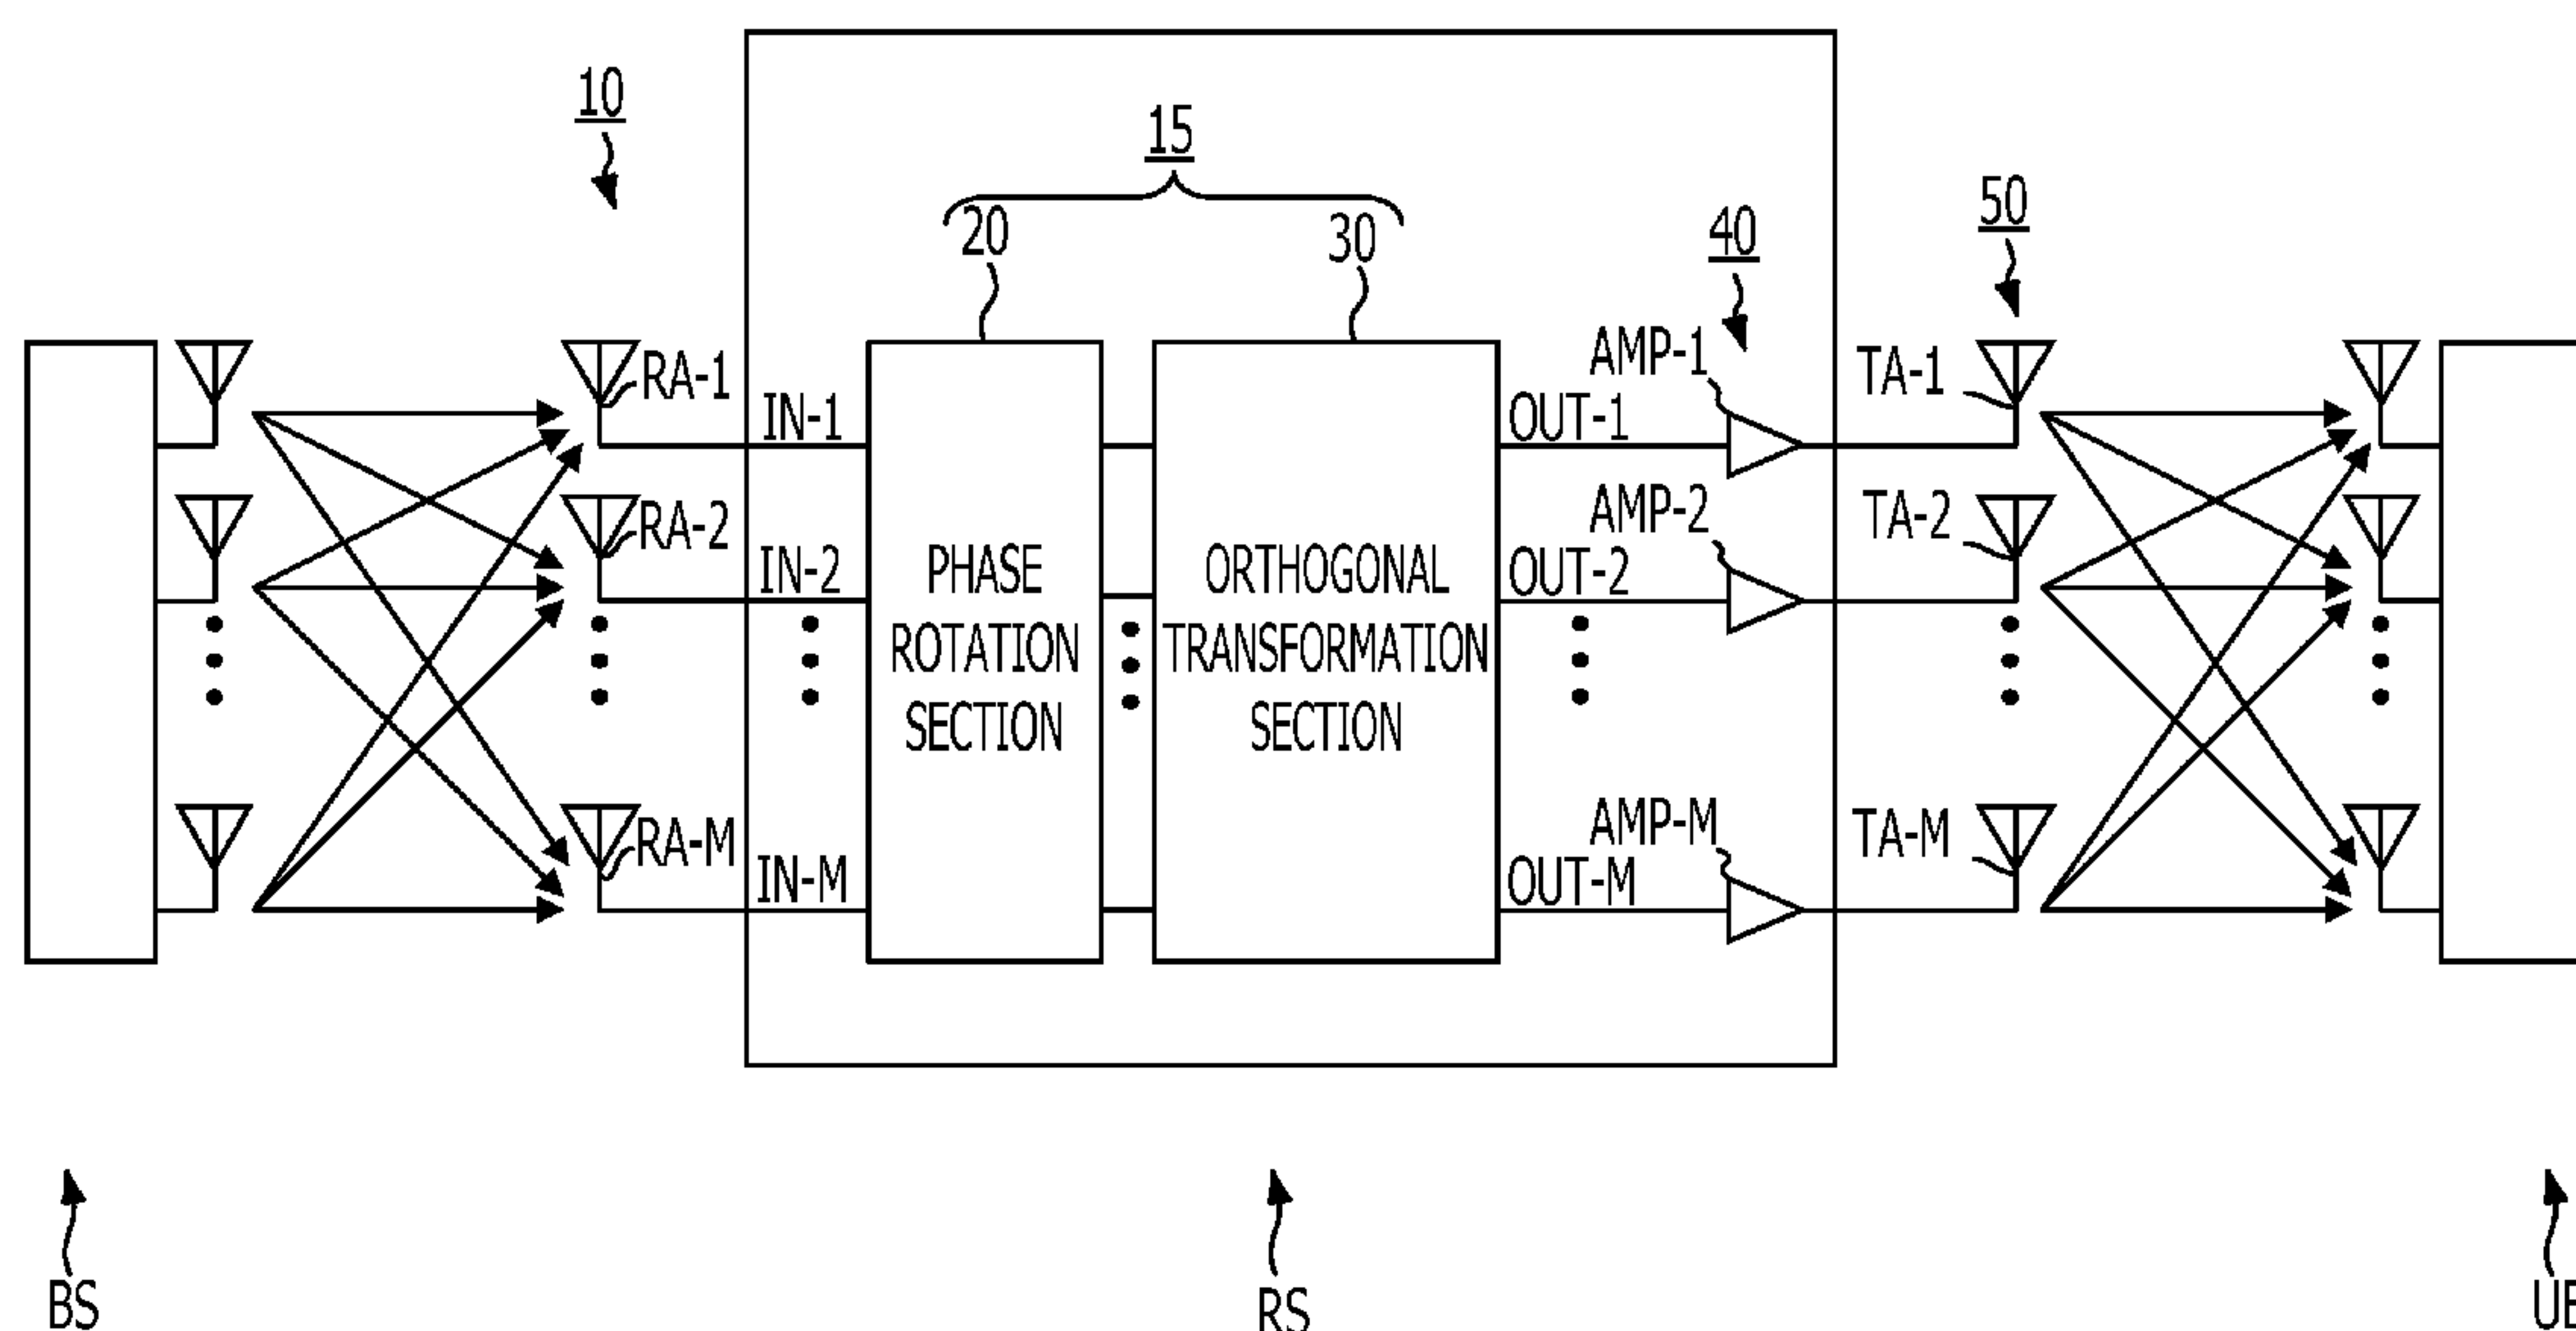 10
15
20
30
40
50
RA-1
IN-1
OUT-1
AMP-1
TA-1
RA-2
IN-2
OUT-2
AMP-2
TA-2
PHASE
ROTATION
SECTION
ORTHOGONAL
TRANSFORMATION
SECTION
RA-M
IN-M
OUT-M
AMP-M
TA-M
BS
RS
UE